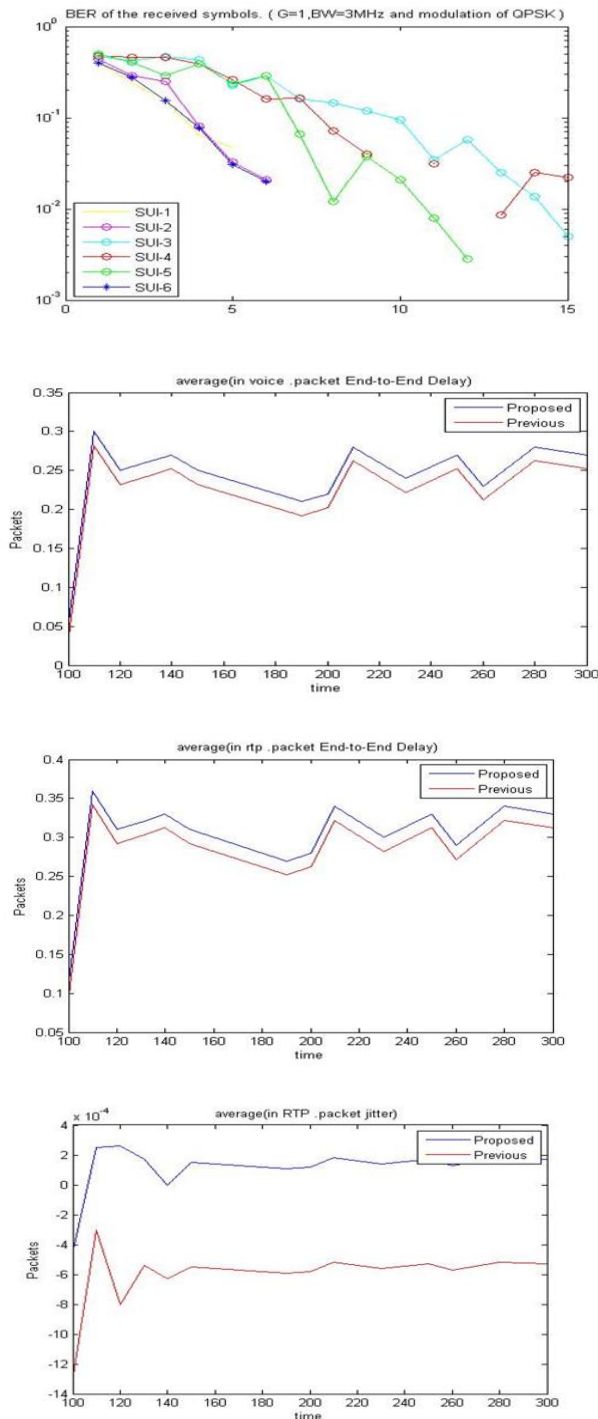 BER of the received symbols. ( G=1,BW=3MHz and modulation of QPSK )
10^0
10^-1
10^-2
10^-3
SUI-1
SUI-2
SUI-3
SUI-4
SUI-5
SUI-6
0 5 10 15
average(in voice .packet End-to-End Delay)
0.35
0.3
0.25
0.2
0.15
0.1
0.05
0
Packets
Proposed
Previous
100 120 140 160 180 200 220 240 260 280 300
time
average(in rtp .packet End-to-End Delay)
0.4
0.35
0.3
0.25
0.2
0.15
0.1
0.05
Packets
Proposed
Previous
100 120 140 160 180 200 220 240 260 280 300
time
x 10^-4
average(in RTP .packet jitter)
4
2
0
-2
-4
-6
-8
-10
-12
-14
Packets
Proposed
Previous
100 120 140 160 180 200 220 240 260 280 300
time